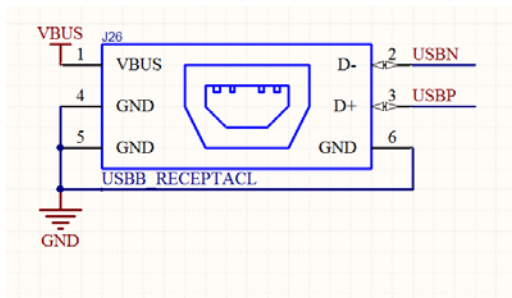 VBUS
J26
1 VBUS D- 2 USBN
4 GND D+ 3 USBP
5 GND GND 6
USBB_RECEPTACL
GND